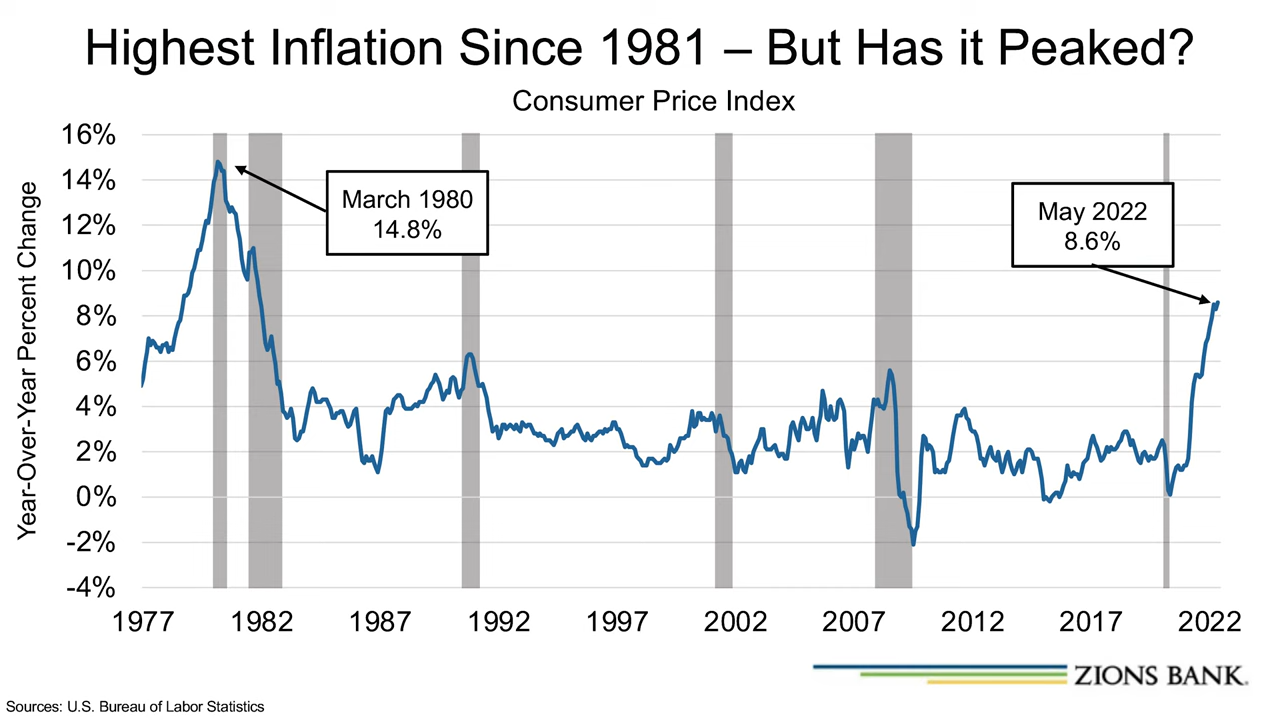 Highest Inflation Since 1981 – But Has it Peaked?
Consumer Price Index
Year-Over-Year Percent Change
16%
14%
12%
10%
8%
6%
4%
2%
0%
-2%
-4%
March 1980
14.8%
May 2022
8.6%
1977 1982 1987 1992 1997 2002 2007 2012 2017 2022
ZIONS BANK.
Sources: U.S. Bureau of Labor Statistics